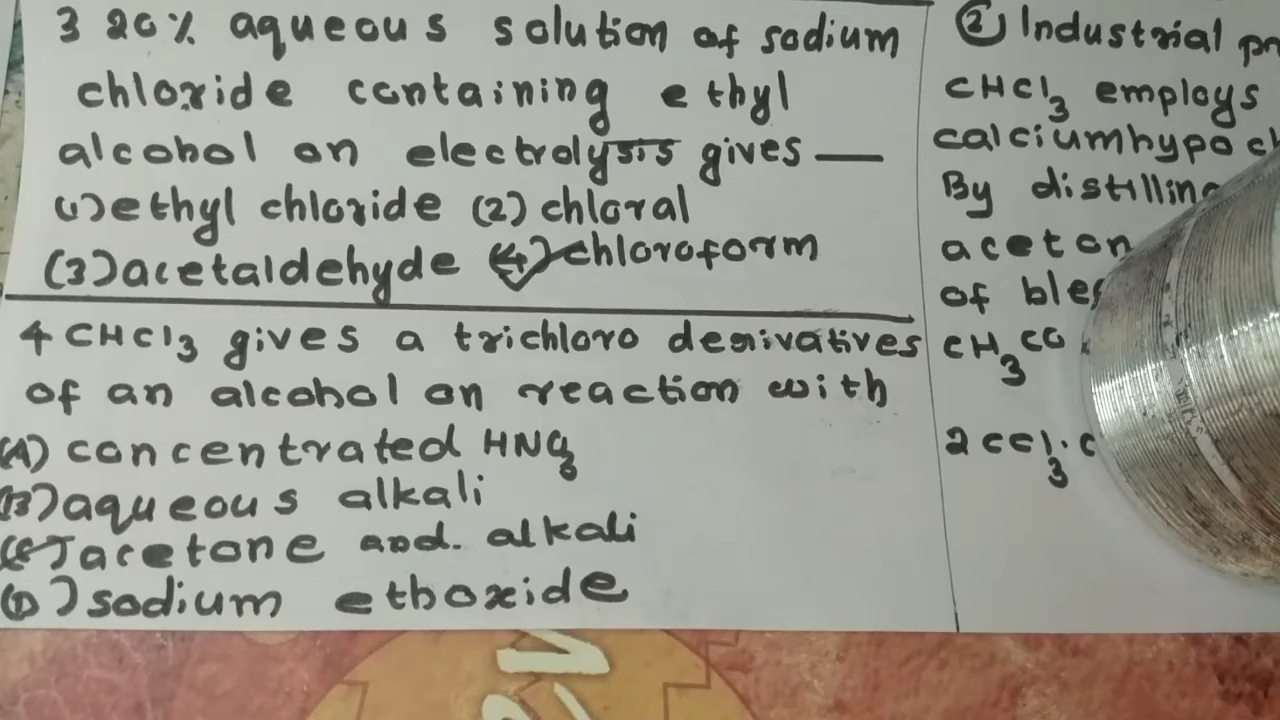 3 20% aqueous solution of sodium
chloride containing ethyl
alcohol on electrolysis gives —
(1) ethyl chloride (2) chloral
(3) acetaldehyde (4) chloroform
4 CHCl3 gives a trichloro derivatives
of an alcohol on reaction with
(A) concentrated HNO3
(B) aqueous alkali
(C) acetone and. alkali
(D) sodium ethoxide
② Industrial
CHCl3 employs
calciumhypoch
By distilling
aceton
of
CH3CO
2CCl3.C